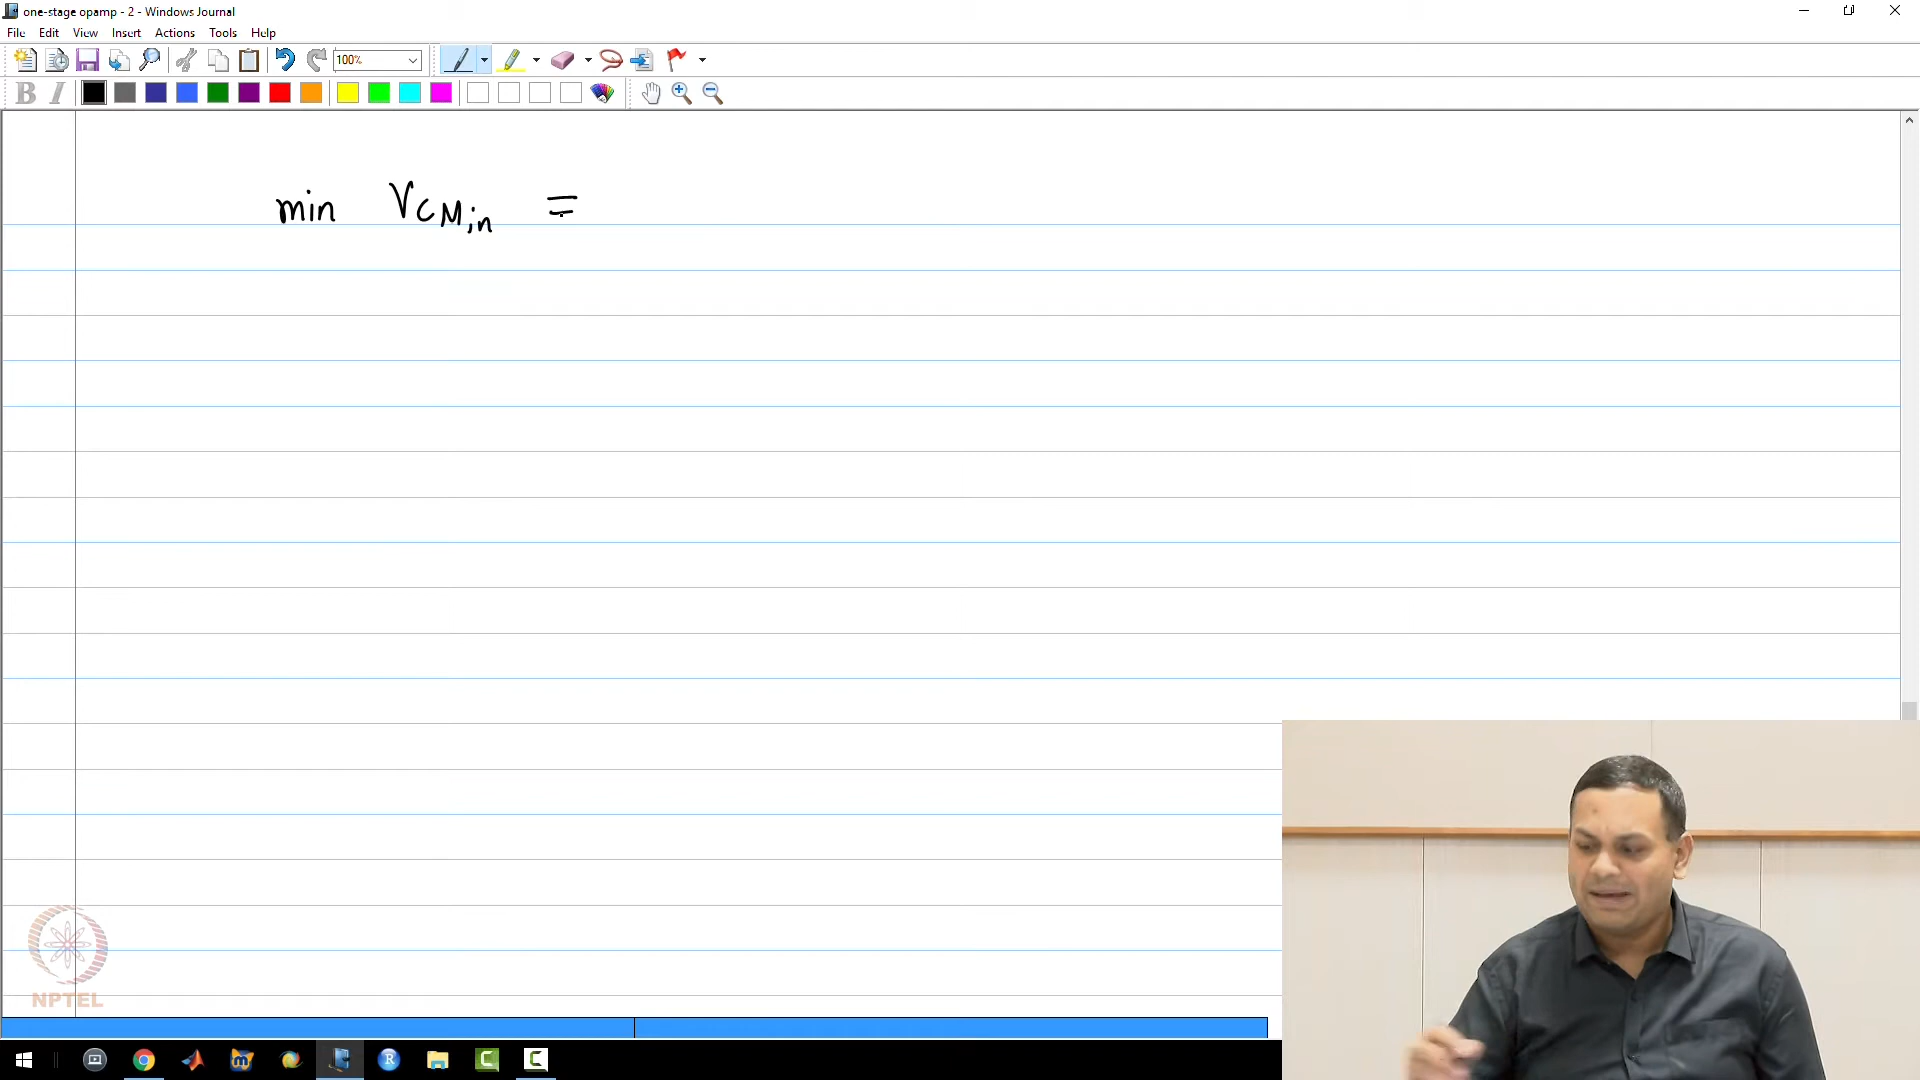 one-stage opamp - 2 - Windows Journal
File Edit View Insert Actions Tools Help
100%
B I
min V_CM,in =
NPTEL